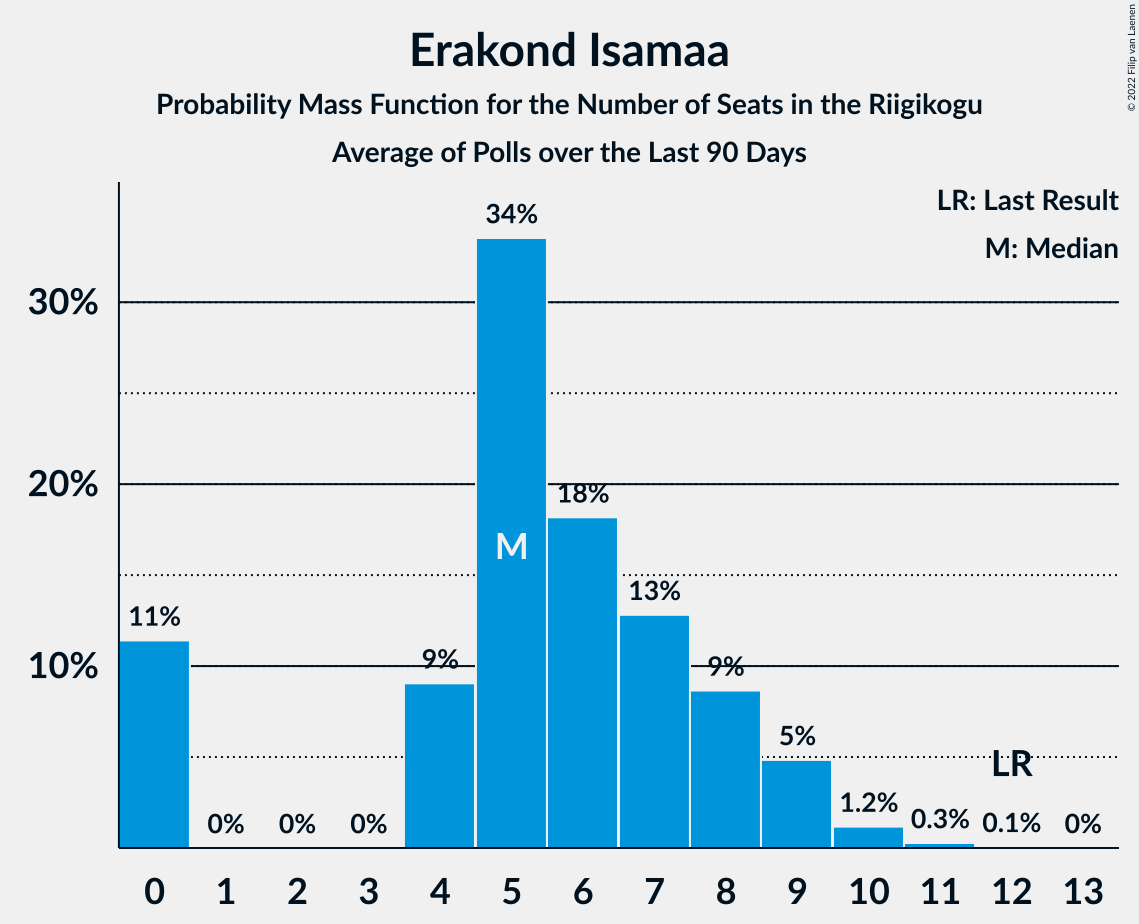 Erakond Isamaa
Probability Mass Function for the Number of Seats in the Riigikogu
Average of Polls over the Last 90 Days
© 2022 Filip van Laenen
LR: Last Result
M: Median
34%
30%
20%
18%
M
13%
11%
10%
9%
9%
5%
LR
1.2%
0.3%
0.1%
0%
0%
0%
0%
0 1 2 3 4 5 6 7 8 9 10 11 12 13